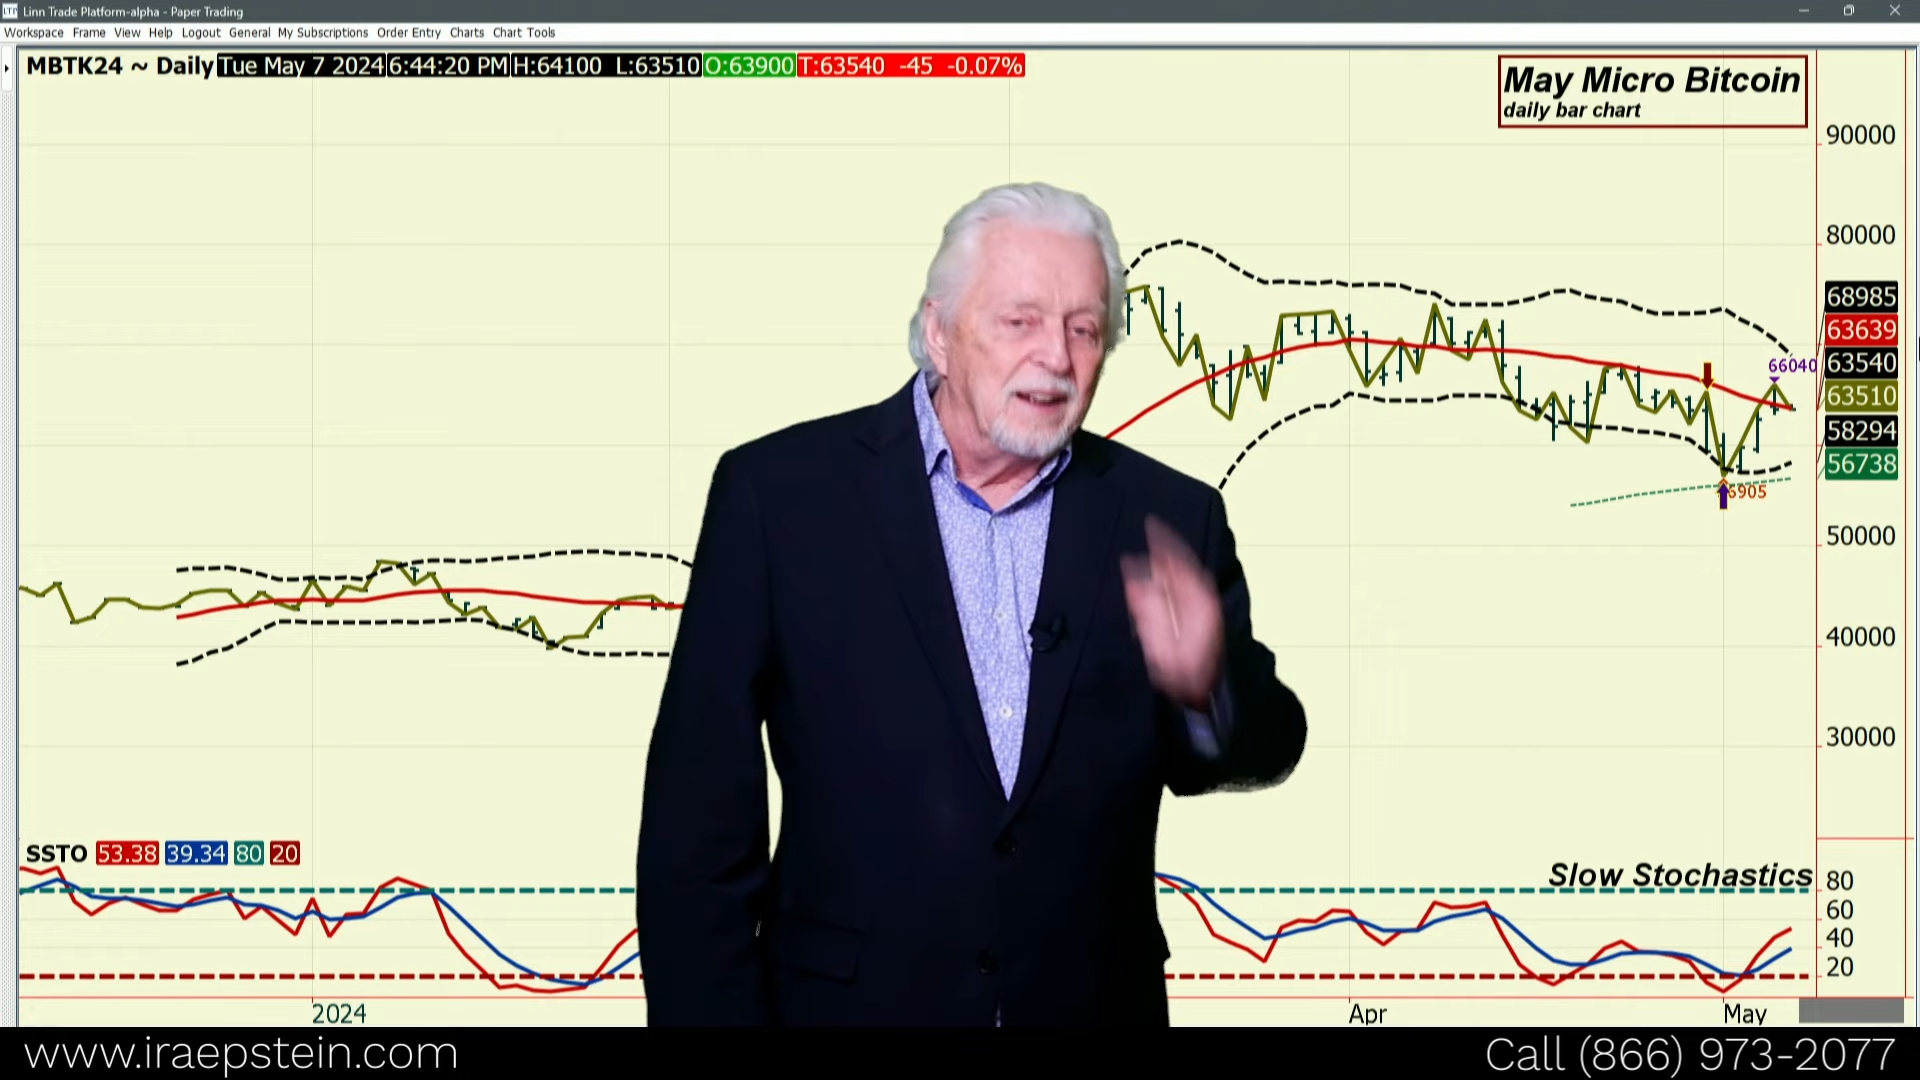 Linn Trade Platform-alpha - Paper Trading
Workspace Frame View Help Logout General My Subscriptions Order Entry Charts Chart Tools
MBTK24 ~ Daily Tue May 7 2024 6:44:20 PM H:64100 L:63510 O:63900 T:63540 -45 -0.07%
May Micro Bitcoin
daily bar chart
90000
80000
68985
63639
66040
63540
63510
58294
56738
6905
50000
40000
30000
SSTO 53.38 39.34 80 20
Slow Stochastics
80
60
40
20
2024
Apr
May
www.iraepstein.com
Call (866) 973-2077